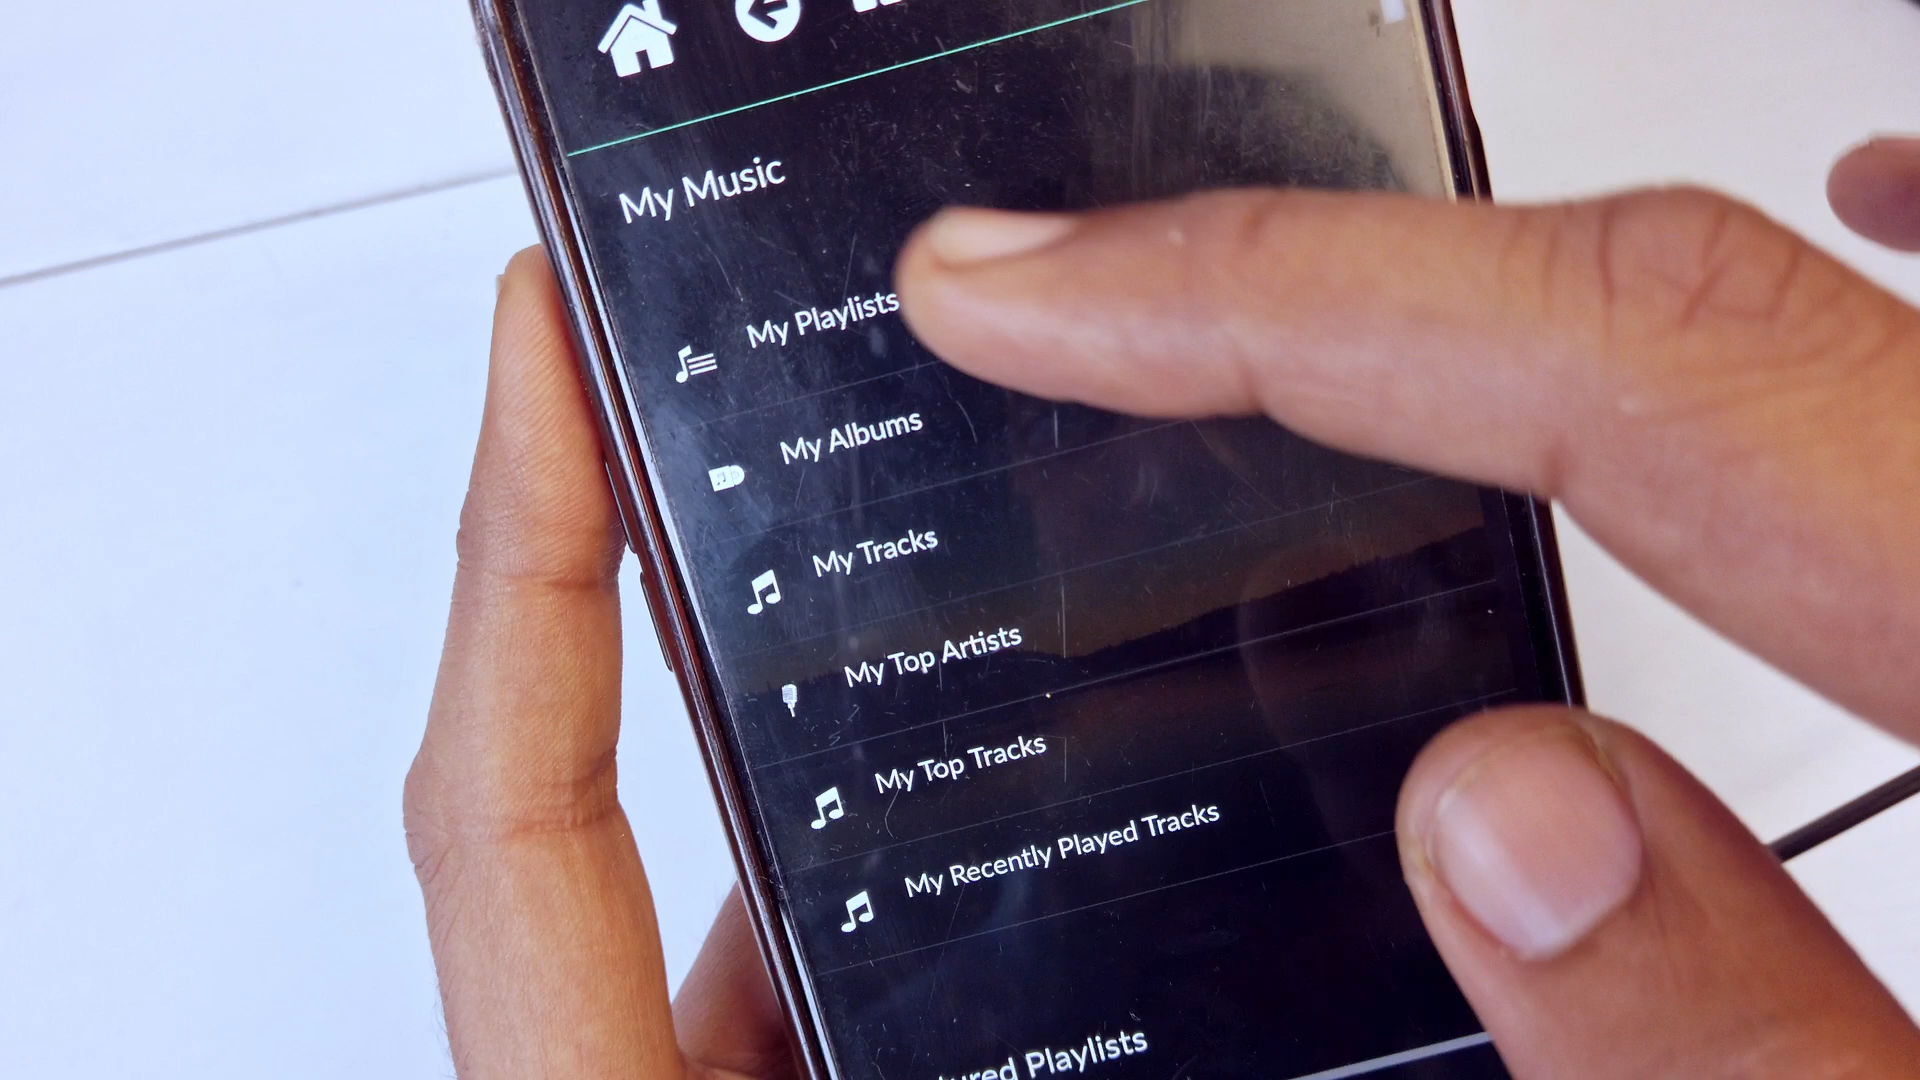 My Music
My Playlists
My Albums
My Tracks
My Top Artists
My Top Tracks
My Recently Played Tracks
Playlists